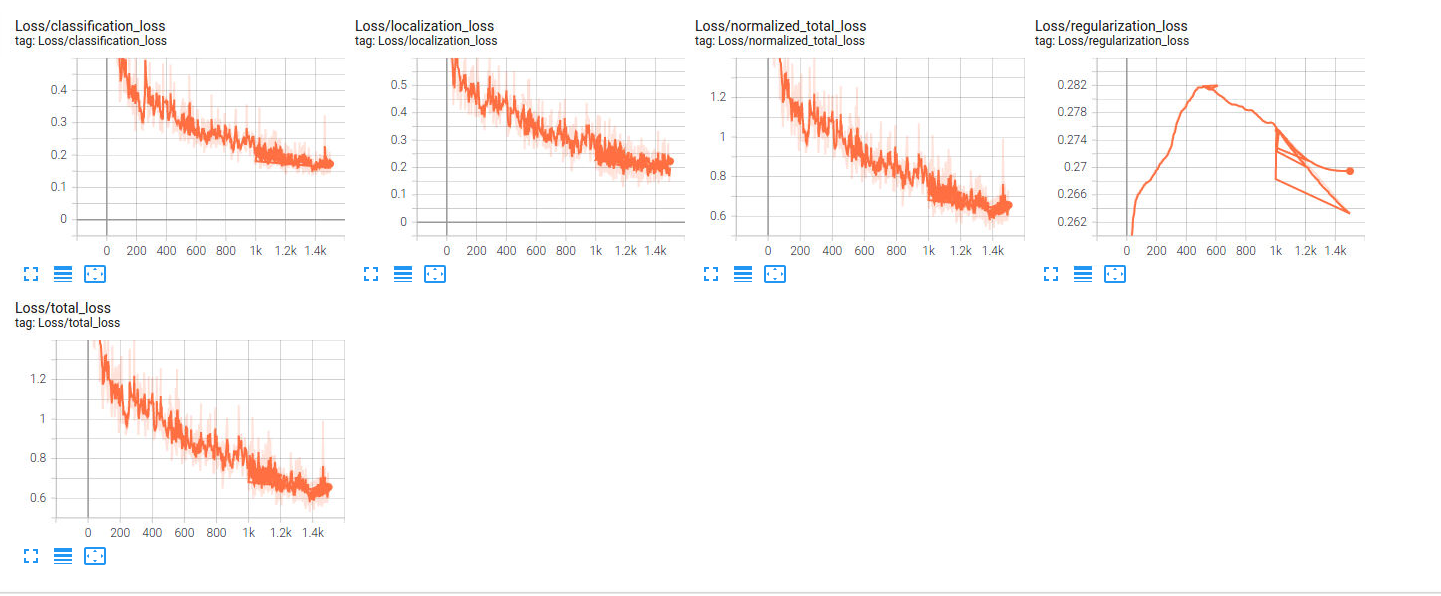 Loss/classification_loss
tag: Loss/classification_loss
0.4
0.3
0.2
0.1
0
0 200 400 600 800 1k 1.2k 1.4k
Loss/localization_loss
tag: Loss/localization_loss
0.5
0.4
0.3
0.2
0.1
0
0 200 400 600 800 1k 1.2k 1.4k
Loss/normalized_total_loss
tag: Loss/normalized_total_loss
1.2
1
0.8
0.6
0 200 400 600 800 1k 1.2k 1.4k
Loss/regularization_loss
tag: Loss/regularization_loss
0.282
0.278
0.274
0.27
0.266
0.262
0 200 400 600 800 1k 1.2k 1.4k
Loss/total_loss
tag: Loss/total_loss
1.2
1
0.8
0.6
0 200 400 600 800 1k 1.2k 1.4k